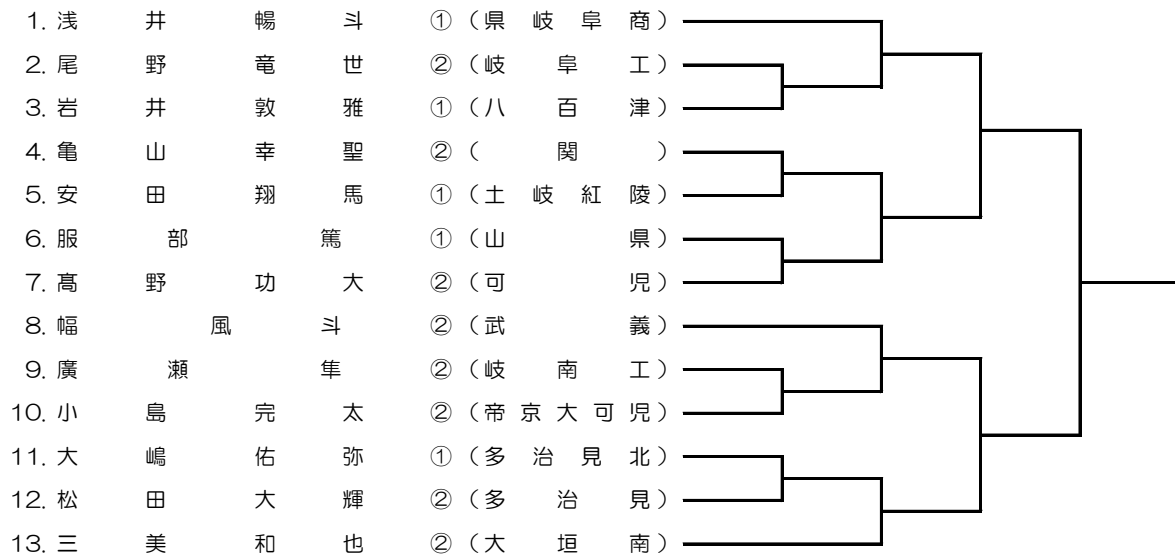 1. 浅井暢斗 ① (県岐阜商)
2. 尾野竜世 ② (岐阜工)
3. 岩井敦雅 ① (八百津)
4. 亀山幸聖 ② (関)
5. 安田翔馬 ① (土岐紅陵)
6. 服部篤 ① (山県)
7. 髙野功大 ② (可児)
8. 幅風斗 ② (武義)
9. 廣瀬隼 ② (岐南工)
10. 小島完太 ② (帝京大可児)
11. 大嶋佑弥 ① (多治見北)
12. 松田大輝 ② (多治見)
13. 三美和也 ② (大垣南)